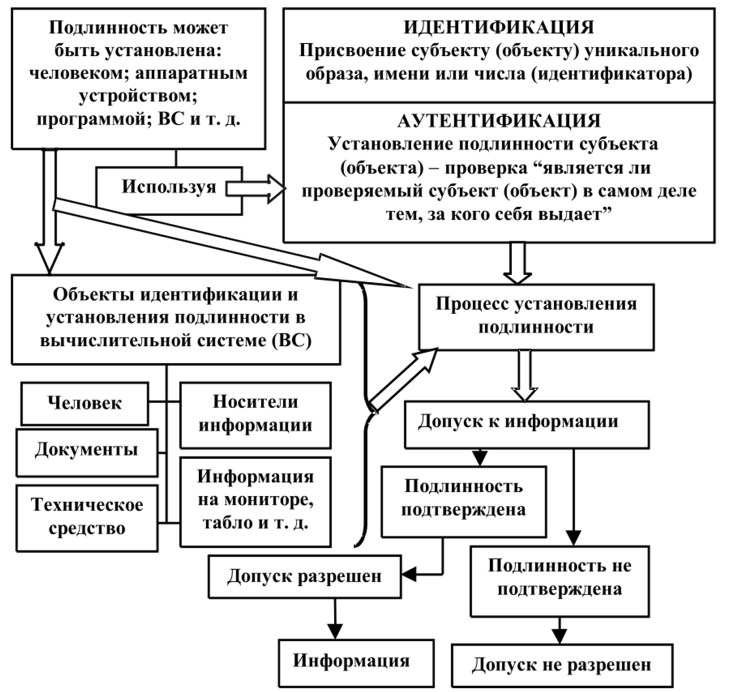 Подлинность может
быть установлена:
человеком; аппаратным
устройством;
программой; ВС и т. д.
ИДЕНТИФИКАЦИЯ
Присвоение субъекту (объекту) уникального
образа, имени или числа (идентификатора)
АУТЕНТИФИКАЦИЯ
Установление подлинности субъекта
(объекта) – проверка “является ли
проверяемый субъект (объект) в самом деле
тем, за кого себя выдает”
Используя
Объекты идентификации и
установления подлинности в
вычислительной системе (ВС)
Процесс установления
подлинности
Человек
Носители
информации
Документы
Информация
на мониторе,
табло и т. д.
Техническое
средство
Допуск к информации
Подлинность
подтверждена
Подлинность не
подтверждена
Допуск разрешен
Информация
Допуск не разрешен